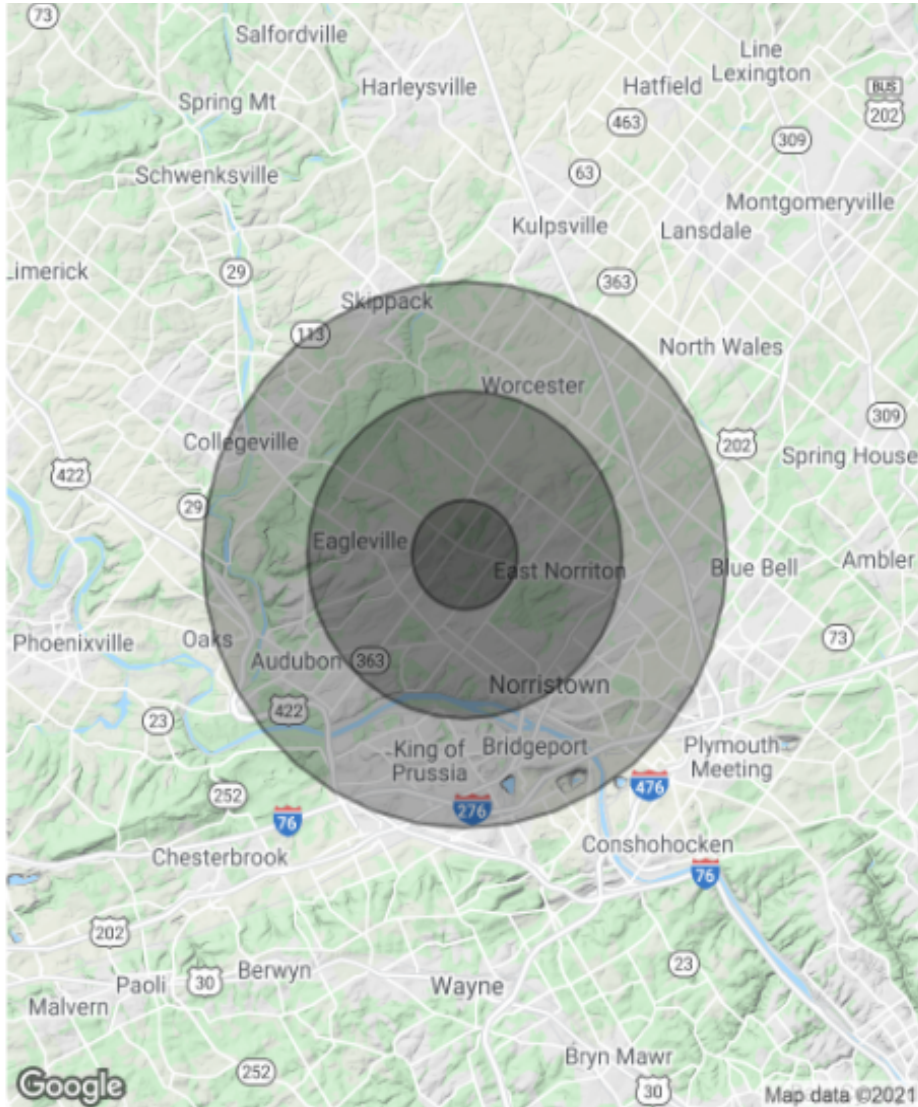 73
Salfordville
Harleysville
Line
Lexington
Hatfield
BUS
202
Spring Mt
463
309
63
Schwenksville
Montgomeryville
Kulpsville
Lansdale
Limerick
29
363
Skippack
113
North Wales
Worcester
309
Collegeville
202
422
Spring House
29
Eagleville
East Norriton
Blue Bell
Ambler
Phoenixville
Oaks
73
Audubon
363
Norristown
422
23
King of
Prussia
Bridgeport
Plymouth
Meeting
252
76
276
476
Chesterbrook
Conshohocken
76
202
Paoli
30
Berwyn
Wayne
23
Malvern
Bryn Mawr
252
30
Google
Map data ©2021